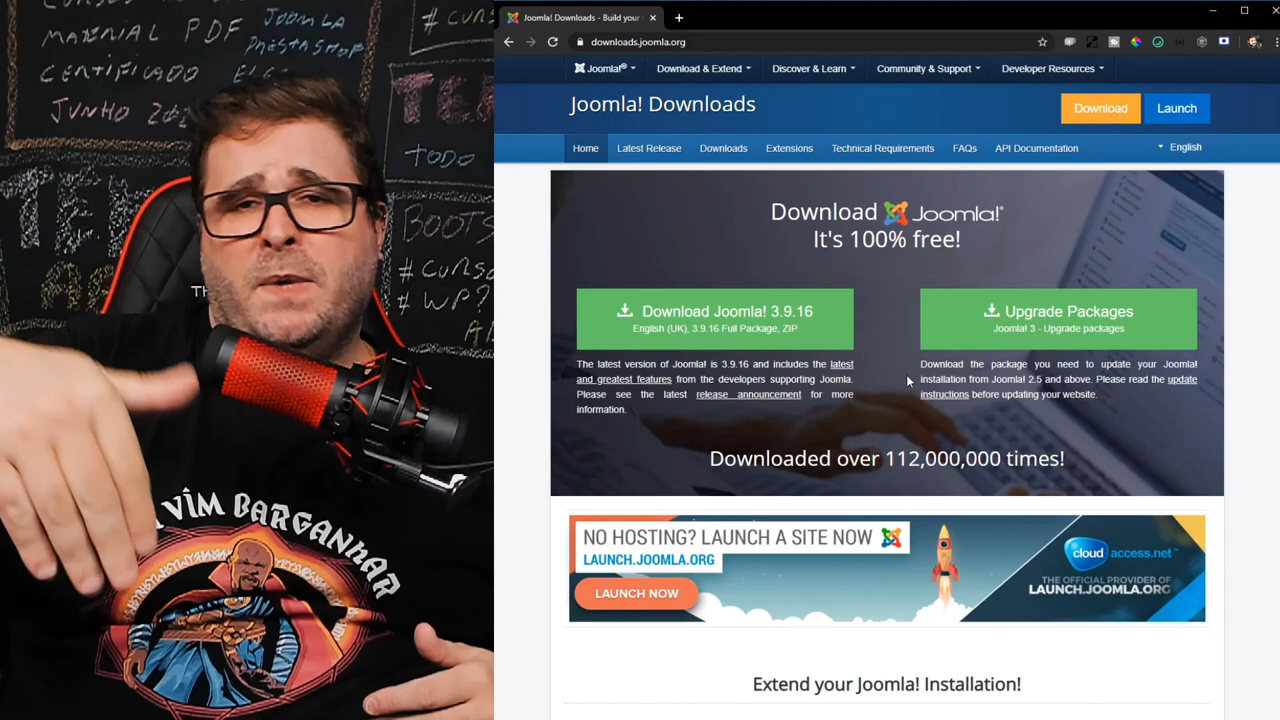 JOOMLA
MATERIAL PDF
PRESTASHOP
CERTIFICADO
TODO
BOOTS
# CURSO
# WP?
VIM BARGANHAR
Joomla! Downloads - Build your
downloads.joomla.org
Joomla!®
Download & Extend
Discover & Learn
Community & Support
Developer Resources
Joomla! Downloads
Download
Launch
Home
Latest Release
Downloads
Extensions
Technical Requirements
FAQs
API Documentation
English
Download Joomla!®
It's 100% free!
Download Joomla! 3.9.16
English (UK), 3.9.16 Full Package, ZIP
The latest version of Joomla! is 3.9.16 and includes the latest
and greatest features from the developers supporting Joomla.
Please see the latest release announcement for more
information.
Upgrade Packages
Joomla! 3 - Upgrade packages
Download the package you need to update your Joomla!
installation from Joomla! 2.5 and above. Please read the update
instructions before updating your website.
Downloaded over 112,000,000 times!
NO HOSTING? LAUNCH A SITE NOW
LAUNCH.JOOMLA.ORG
LAUNCH NOW
cloudaccess.net™
THE OFFICIAL PROVIDER OF
LAUNCH.JOOMLA.ORG
Extend your Joomla! Installation!